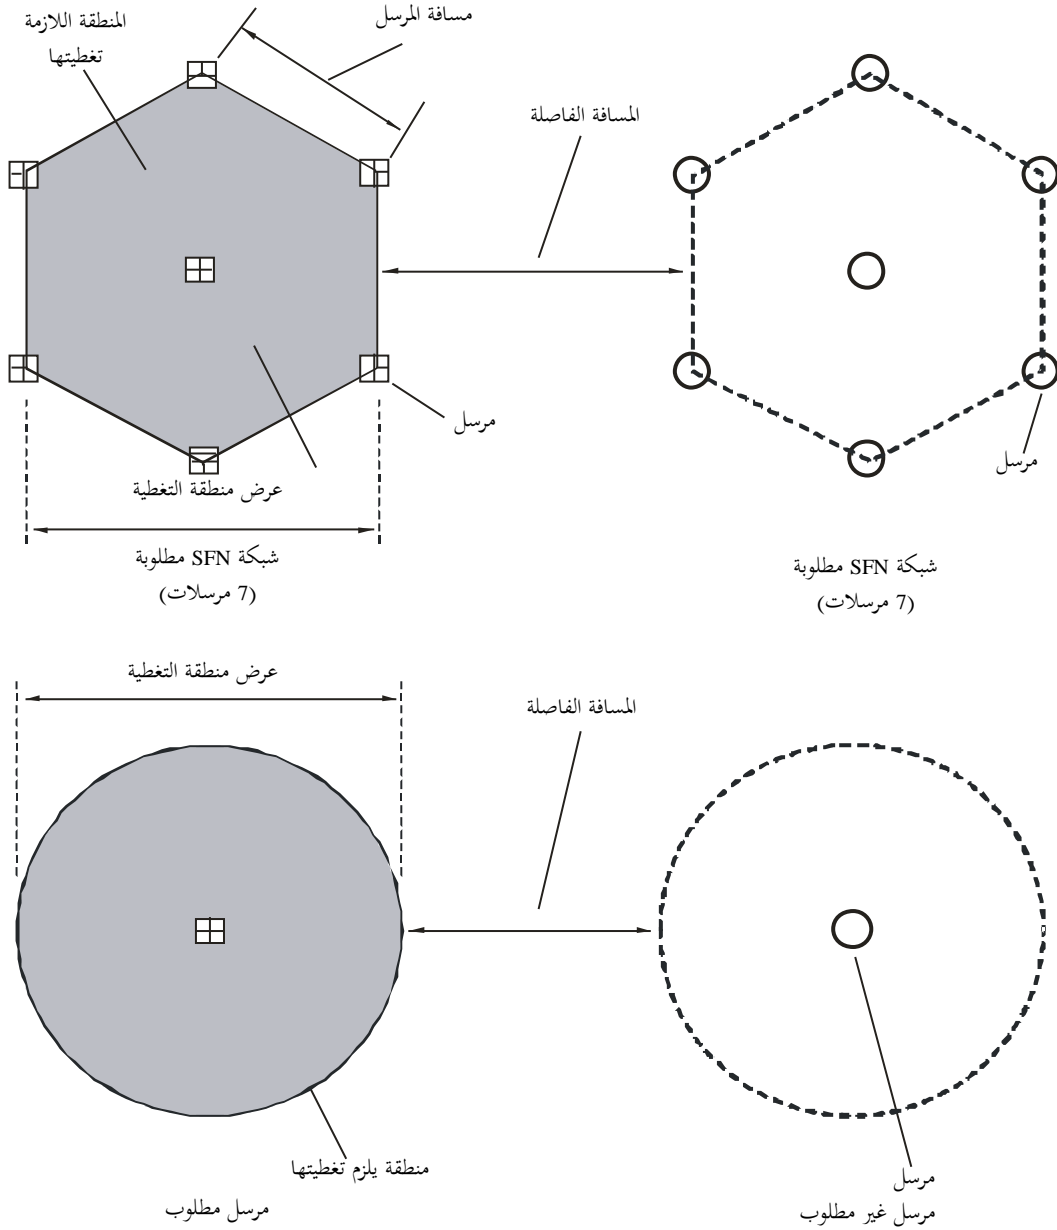 المنطقة اللازمة
تغطيتها
مسافة المرسل
المسافة الفاصلة
مرسل
مرسل
عرض منطقة التغطية
شبكة SFN مطلوبة
(7 مرسلات)
شبكة SFN مطلوبة
(7 مرسلات)
عرض منطقة التغطية
المسافة الفاصلة
منطقة يلزم تغطيتها
مرسل
مرسل مطلوب
مرسل غير مطلوب